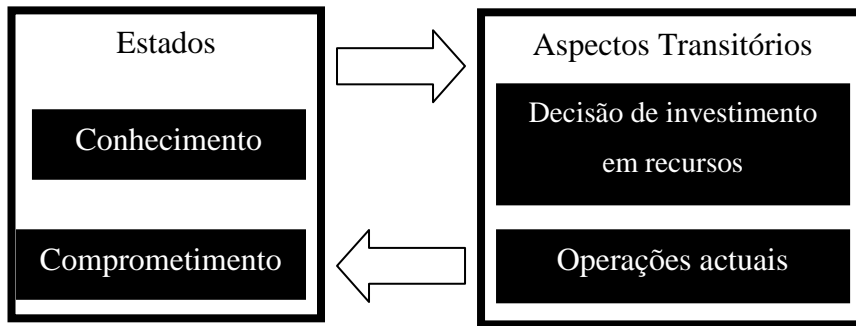 Estados
Conhecimento
Comprometimento
Aspectos Transitórios
Decisão de investimento
em recursos
Operações actuais